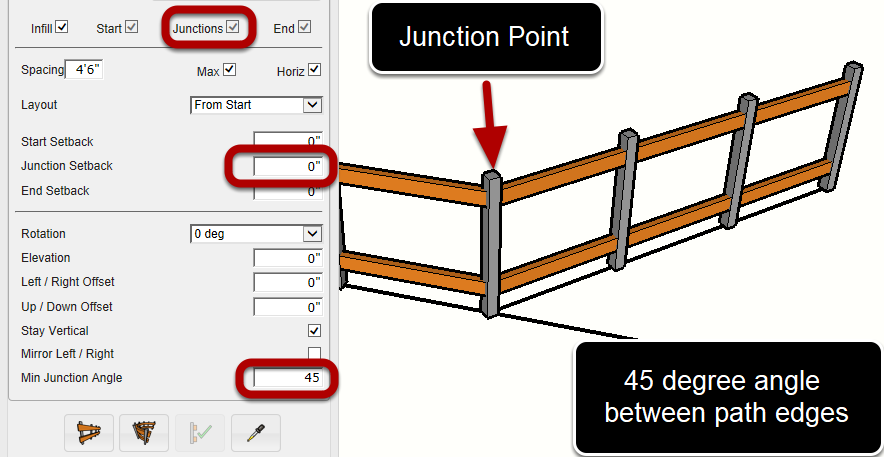 Infill Start Junctions End
Spacing 4'6" Max Horiz
Layout From Start
Start Setback 0"
Junction Setback 0"
End Setback 0"
Rotation 0 deg
Elevation 0"
Left / Right Offset 0"
Up / Down Offset 0"
Stay Vertical
Mirror Left / Right
Min Junction Angle 45
Junction Point
45 degree angle
between path edges